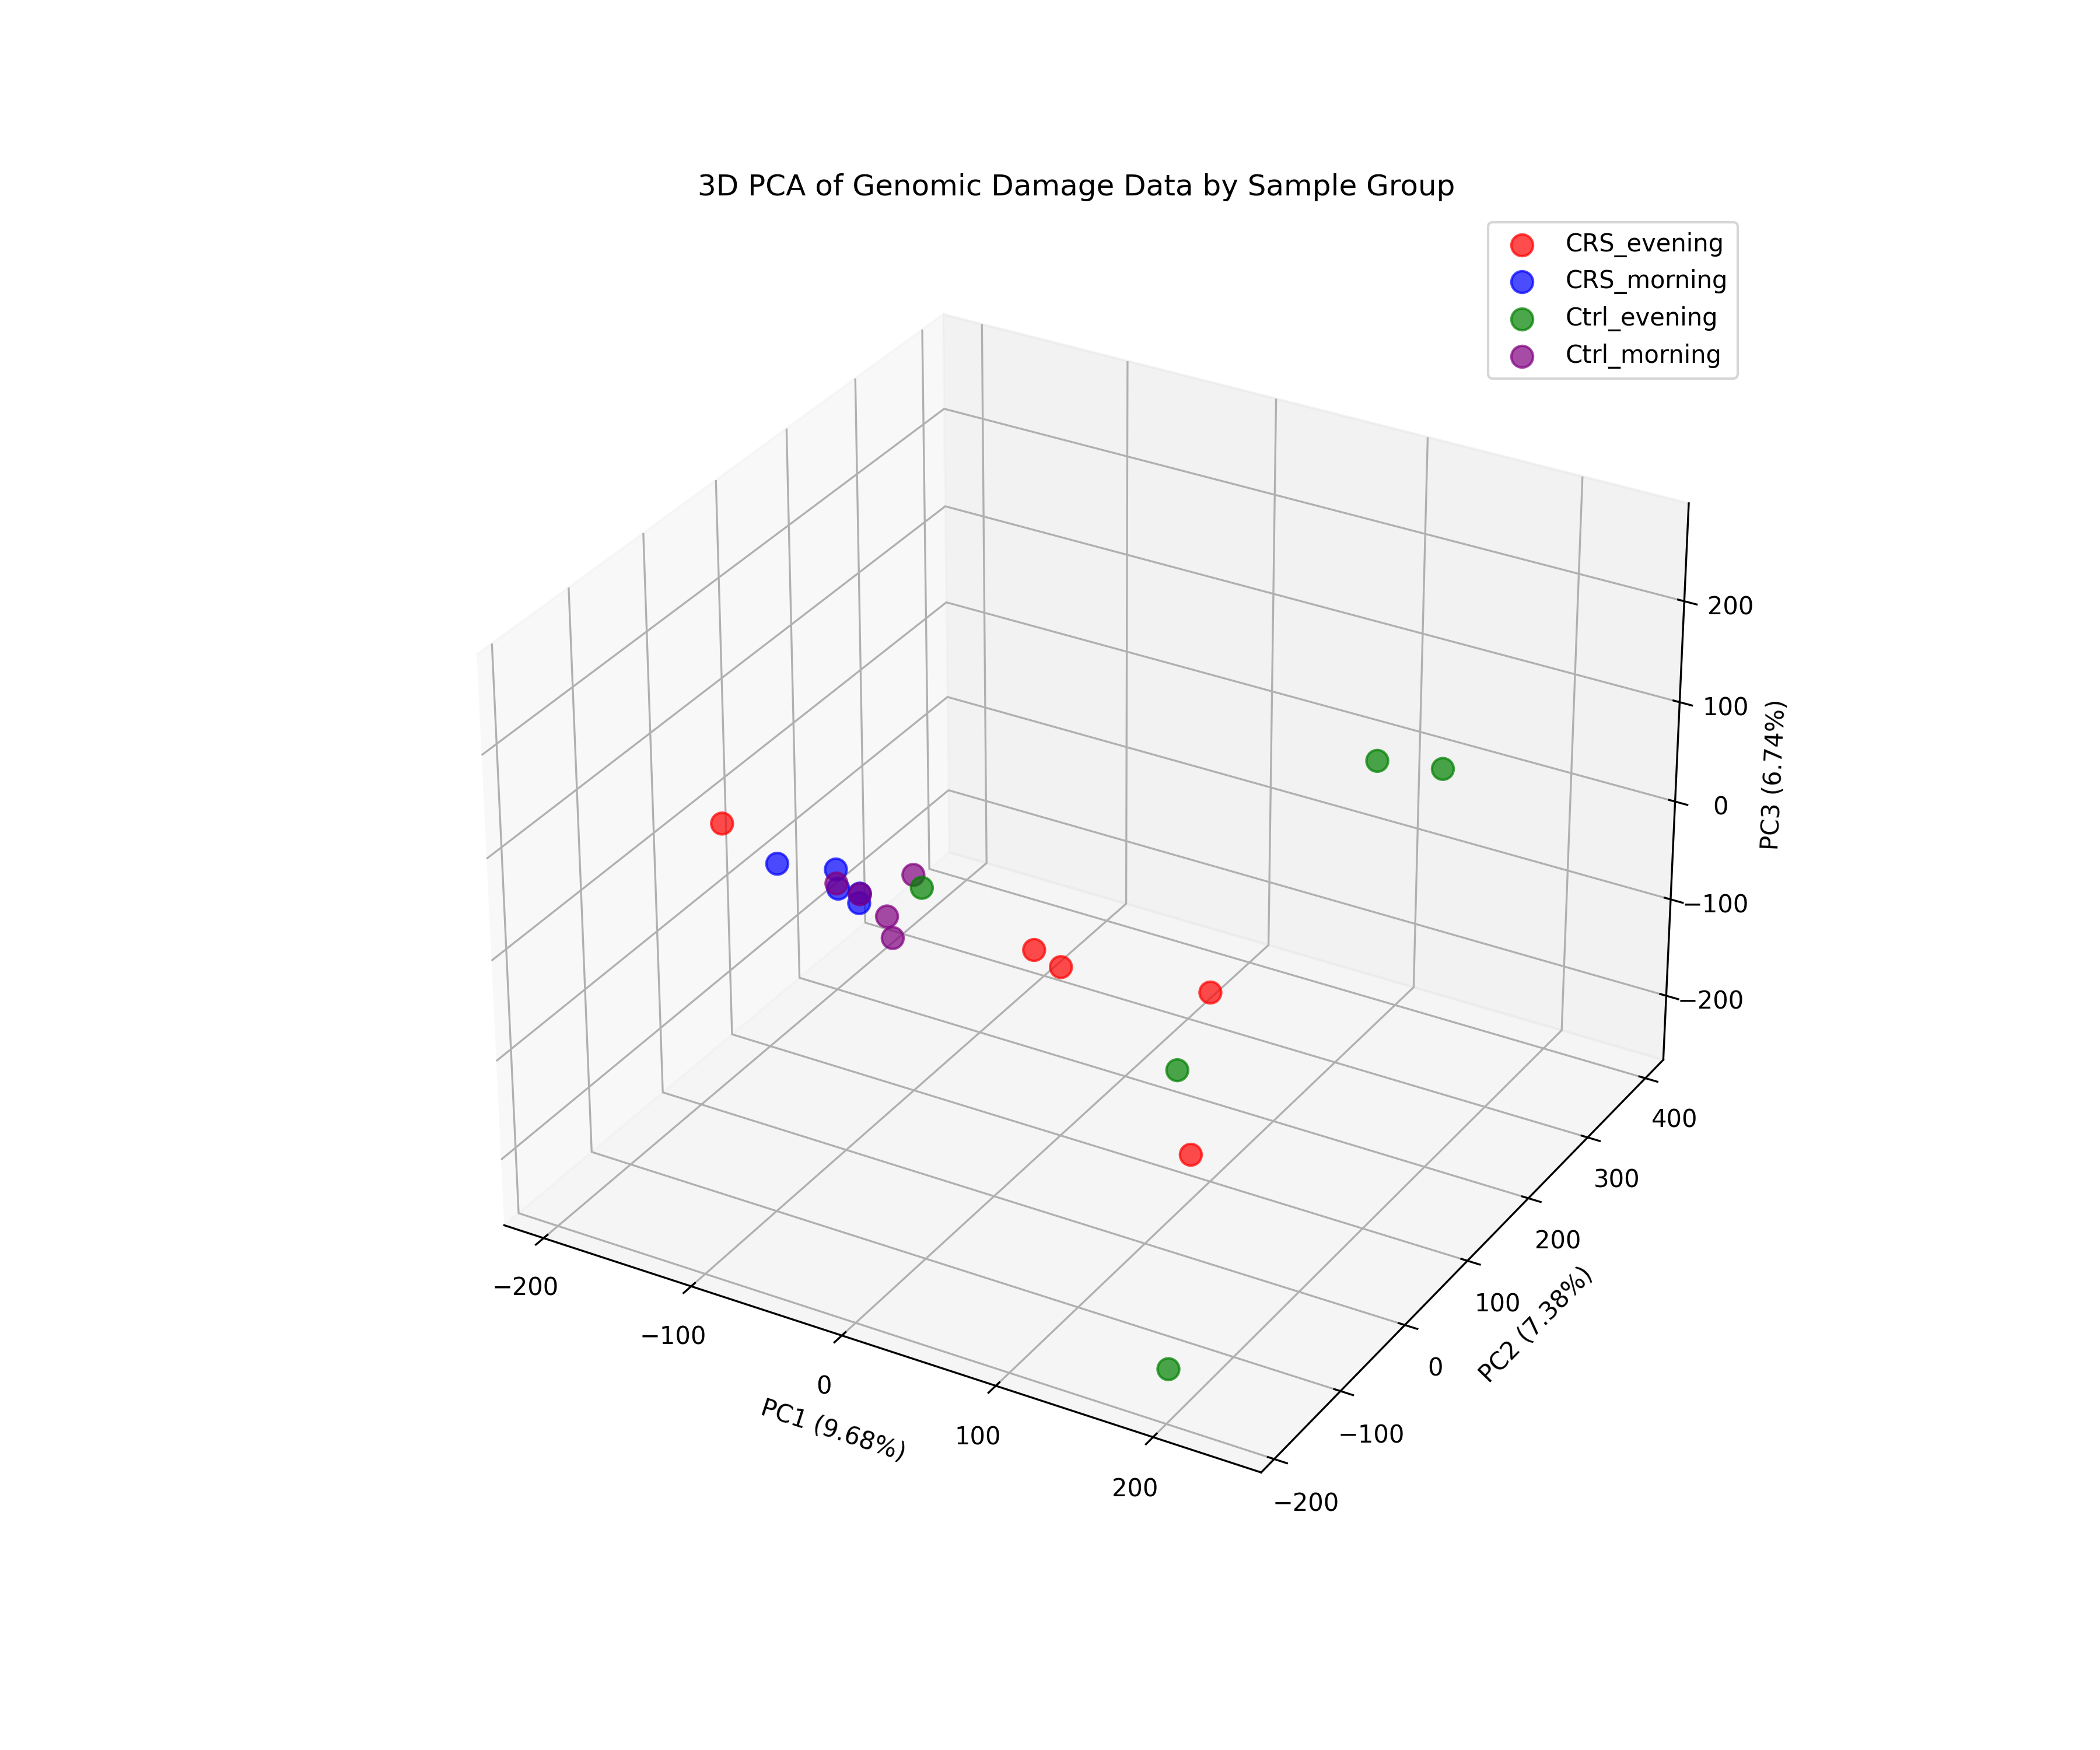 3D PCA of Genomic Damage Data by Sample Group
CRS_evening
CRS_morning
Ctrl_evening
Ctrl_morning
200
100
0
−100
−200
PC3 (6.74%)
400
300
200
100
0
−100
−200
PC2 (7.38%)
−200
−100
0
100
200
PC1 (9.68%)